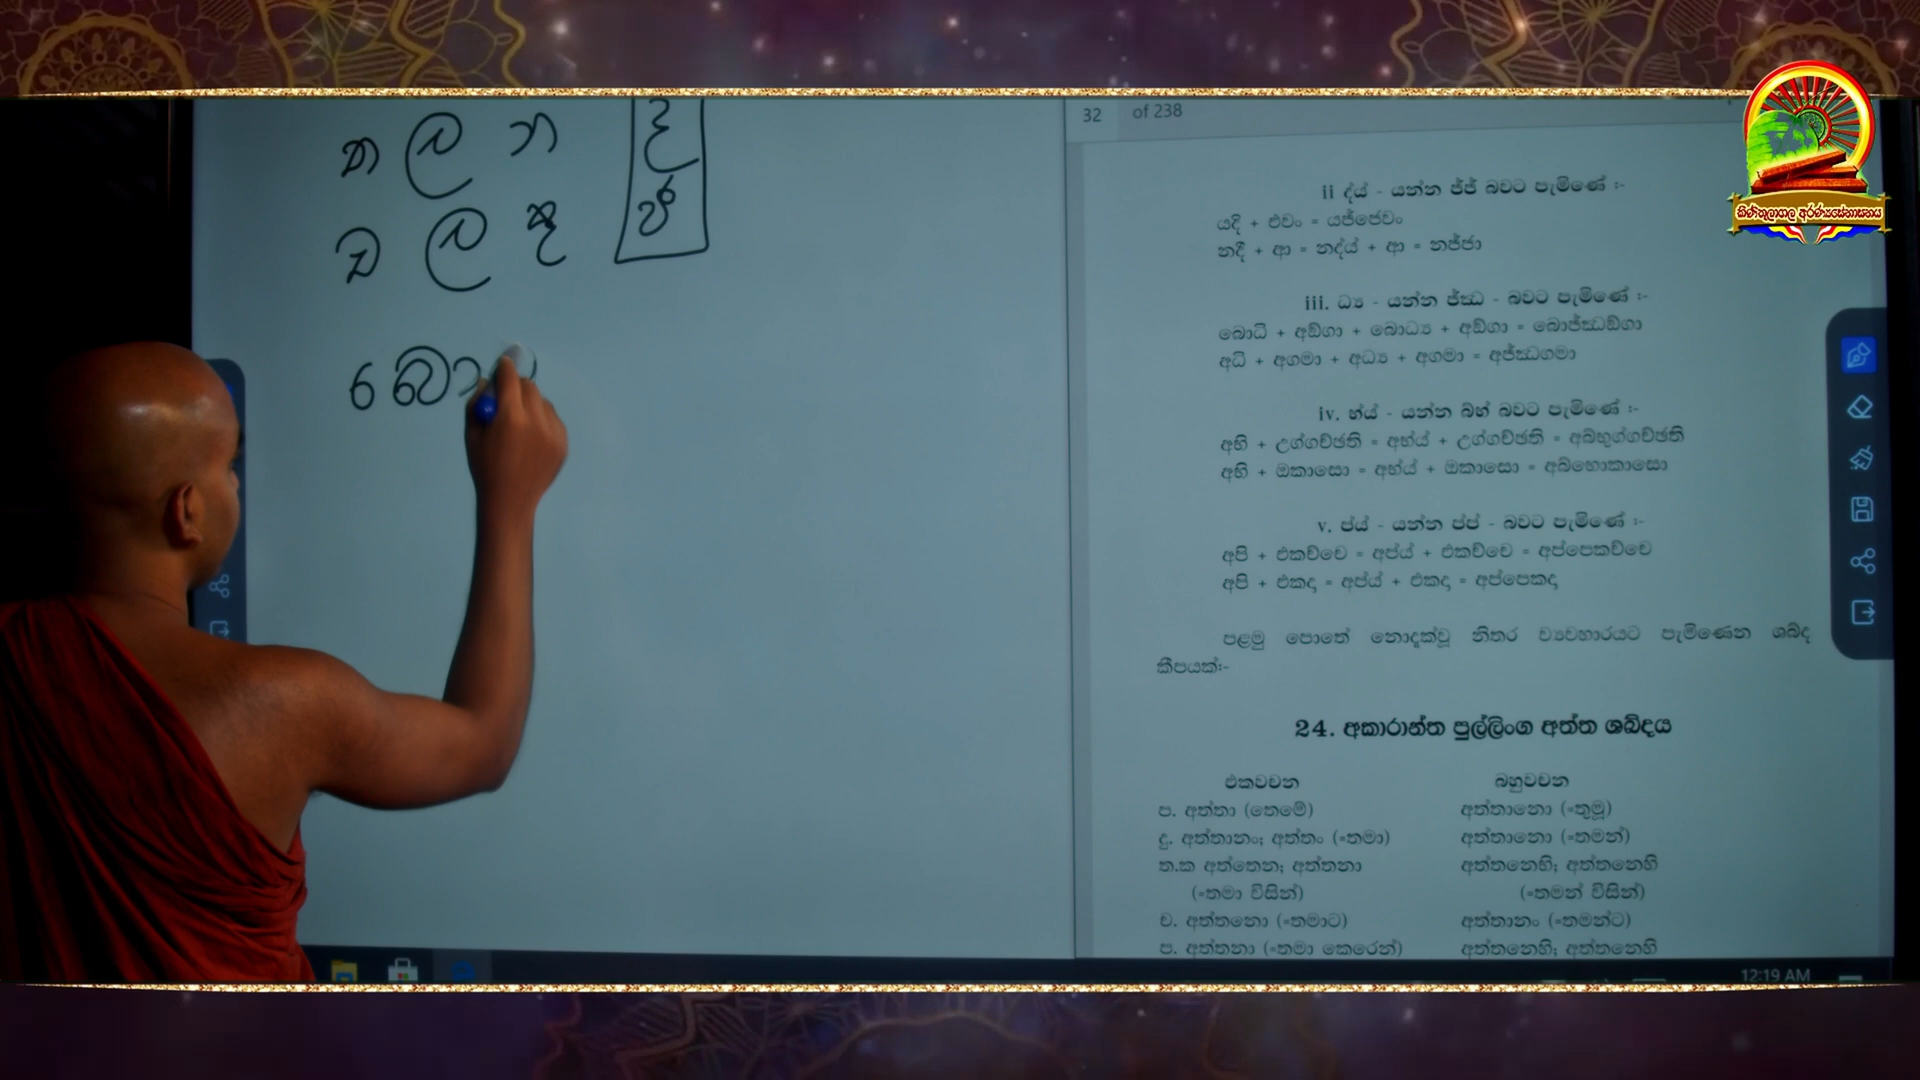 ත ල න ද
ච ල ඳ ජ
බො
32 of 238
ii ද්ය් - යන්න ජ්ජ් බවට පැමිණේ :-
යදි + එවං = යජ්ජෙවං
නදී + ආ = නද්ය් + ආ = නජ්ජා
iii. ධ්‍ය - යන්න ජ්ඣ - බවට පැමිණේ :-
බොධි + අඞ්ගා + බොධ්‍ය + අඞ්ගා = බොජ්ඣඞ්ගා
අධි + අගමා + අධ්‍ය + අගමා = අජ්ඣගමා
iv. භ්ය් - යන්න බ්භ් බවට පැමිණේ :-
අභි + උග්ගච්ඡති = අභ්ය් + උග්ගච්ඡති = අබ්භුග්ගච්ඡති
අභි + ඔකාසො = අභ්ය් + ඔකාසො = අබ්භොකාසො
v. ප්ය් - යන්න ප්ප් - බවට පැමිණේ :-
අපි + එකච්චෙ = අප්ය් + එකච්චෙ = අප්පෙකච්චෙ
අපි + එකදා = අප්ය් + එකදා = අප්පෙකදා
පළමු පොතේ නොදැක්වූ නිතර ව්‍යවහාරයට පැමිණෙන ශබ්ද
කීපයක්:-
24. අකාරාන්ත පුල්ලිංග අත්ත ශබ්දය
එකවචන බහුවචන
ප. අත්තා (තෙමේ) අත්තානො (=තුමූ)
දු. අත්තානං; අත්තං (=තමා) අත්තානො (=තමන්)
ත.ක අත්තෙන; අත්තනා අත්තනෙභි; අත්තනෙහි
(=තමා විසින්) (=තමන් විසින්)
ච. අත්තනො (=තමාට) අත්තානං (=තමන්ට)
ප. අත්තනා (=තමා කෙරෙන්) අත්තනෙහි; අත්තනෙහි
12:19 AM